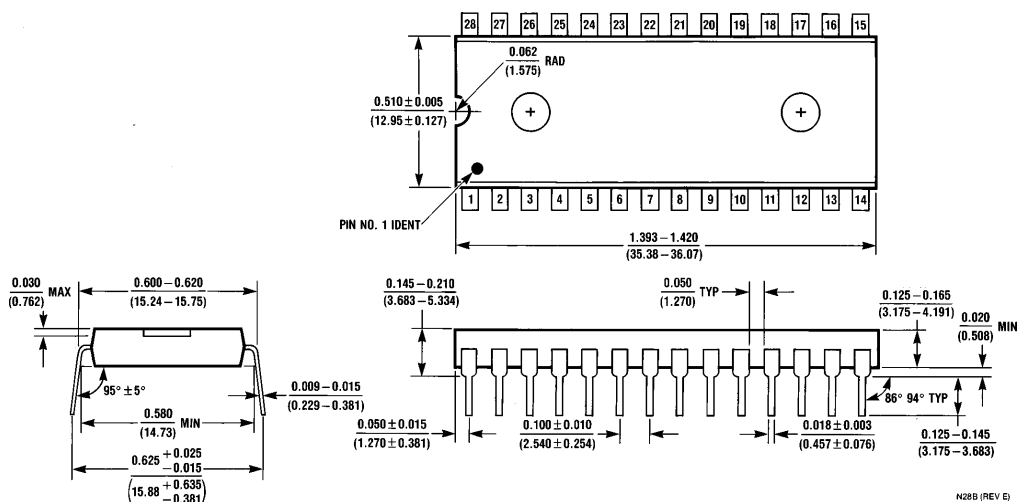 28 27 26 25 24 23 22 21 20 19 18 17 16 15
0.062
(1.575)
RAD
0.510 ± 0.005
(12.95 ± 0.127)
PIN NO. 1 IDENT
1 2 3 4 5 6 7 8 9 10 11 12 13 14
1.393 – 1.420
(35.38 – 36.07)
0.030
(0.762)
MAX
0.600 – 0.620
(15.24 – 15.75)
95° ± 5°
0.580
(14.73)
MIN
0.625 +0.025
−0.015
(15.88 +0.635
−0.381)
0.009 – 0.015
(0.229 – 0.381)
0.145 – 0.210
(3.683 – 5.334)
0.050
(1.270)
TYP
0.125 – 0.165
(3.175 – 4.191)
0.020
(0.508)
MIN
86° 94° TYP
0.050 ± 0.015
(1.270 ± 0.381)
0.100 ± 0.010
(2.540 ± 0.254)
0.018 ± 0.003
(0.457 ± 0.076)
0.125 – 0.145
(3.175 – 3.683)
N28B (REV E)